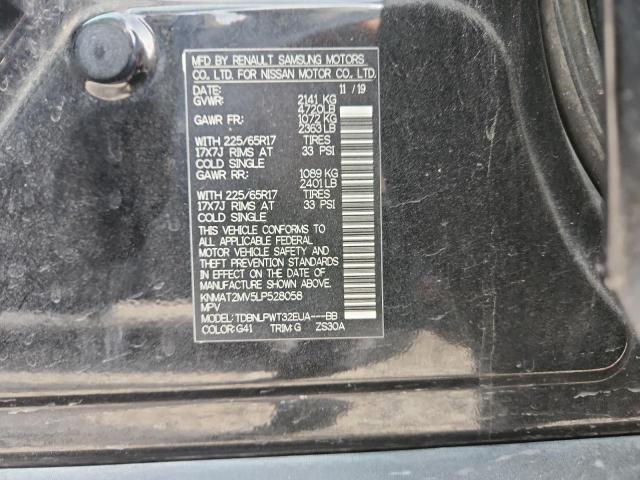 MFD BY RENAULT SAMSUNG MOTORS
CO., LTD. FOR NISSAN MOTOR CO., LTD.
DATE: 11 / 19
GVWR: 2141 KG
4720LB
GAWR FR: 1072 KG
2363 LB
WITH 225/65R17 TIRES
17X7J RIMS AT 33 PSI
COLD SINGLE
GAWR RR: 1089 KG
2401 LB
WITH 225/65R17 TIRES
17X7J RIMS AT 33 PSI
COLD SINGLE
THIS VEHICLE CONFORMS TO
ALL APPLICABLE FEDERAL
MOTOR VEHICLE SAFETY AND
THEFT PREVENTION STANDARDS
IN EFFECT ON THE DATE OF
MANUFACTURE SHOWN ABOVE.
KNMAT2MV5LP528058
MPV
MODEL: TDBNLPWT32EUA---BB
COLOR: G41 TRIM: G ZS30A